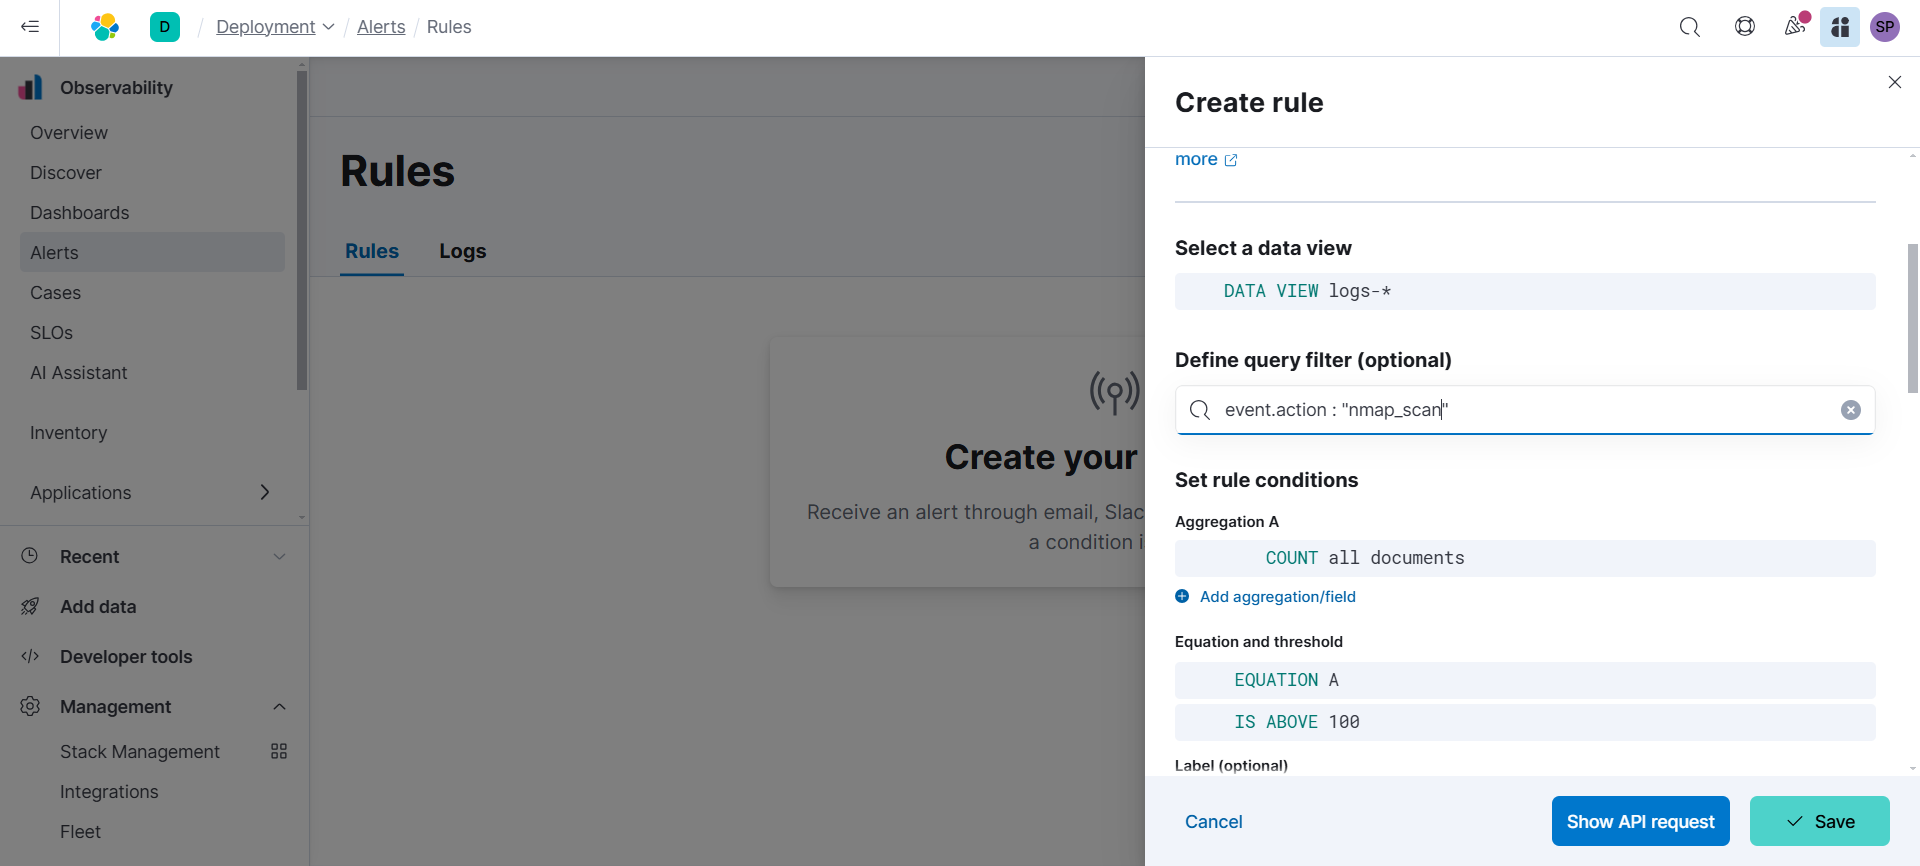 D
Deployment
Alerts
Rules
SP
Observability
Overview
Discover
Dashboards
Alerts
Cases
SLOs
AI Assistant
Inventory
Applications
Recent
Add data
Developer tools
Management
Stack Management
Integrations
Fleet
Rules
Rules
Logs
Create your
Receive an alert through email, Slac
a condition i
Create rule
more
Select a data view
DATA VIEW logs-*
Define query filter (optional)
event.action : "nmap_scan"
Set rule conditions
Aggregation A
COUNT all documents
Add aggregation/field
Equation and threshold
EQUATION A
IS ABOVE 100
Label (optional)
Cancel
Show API request
Save